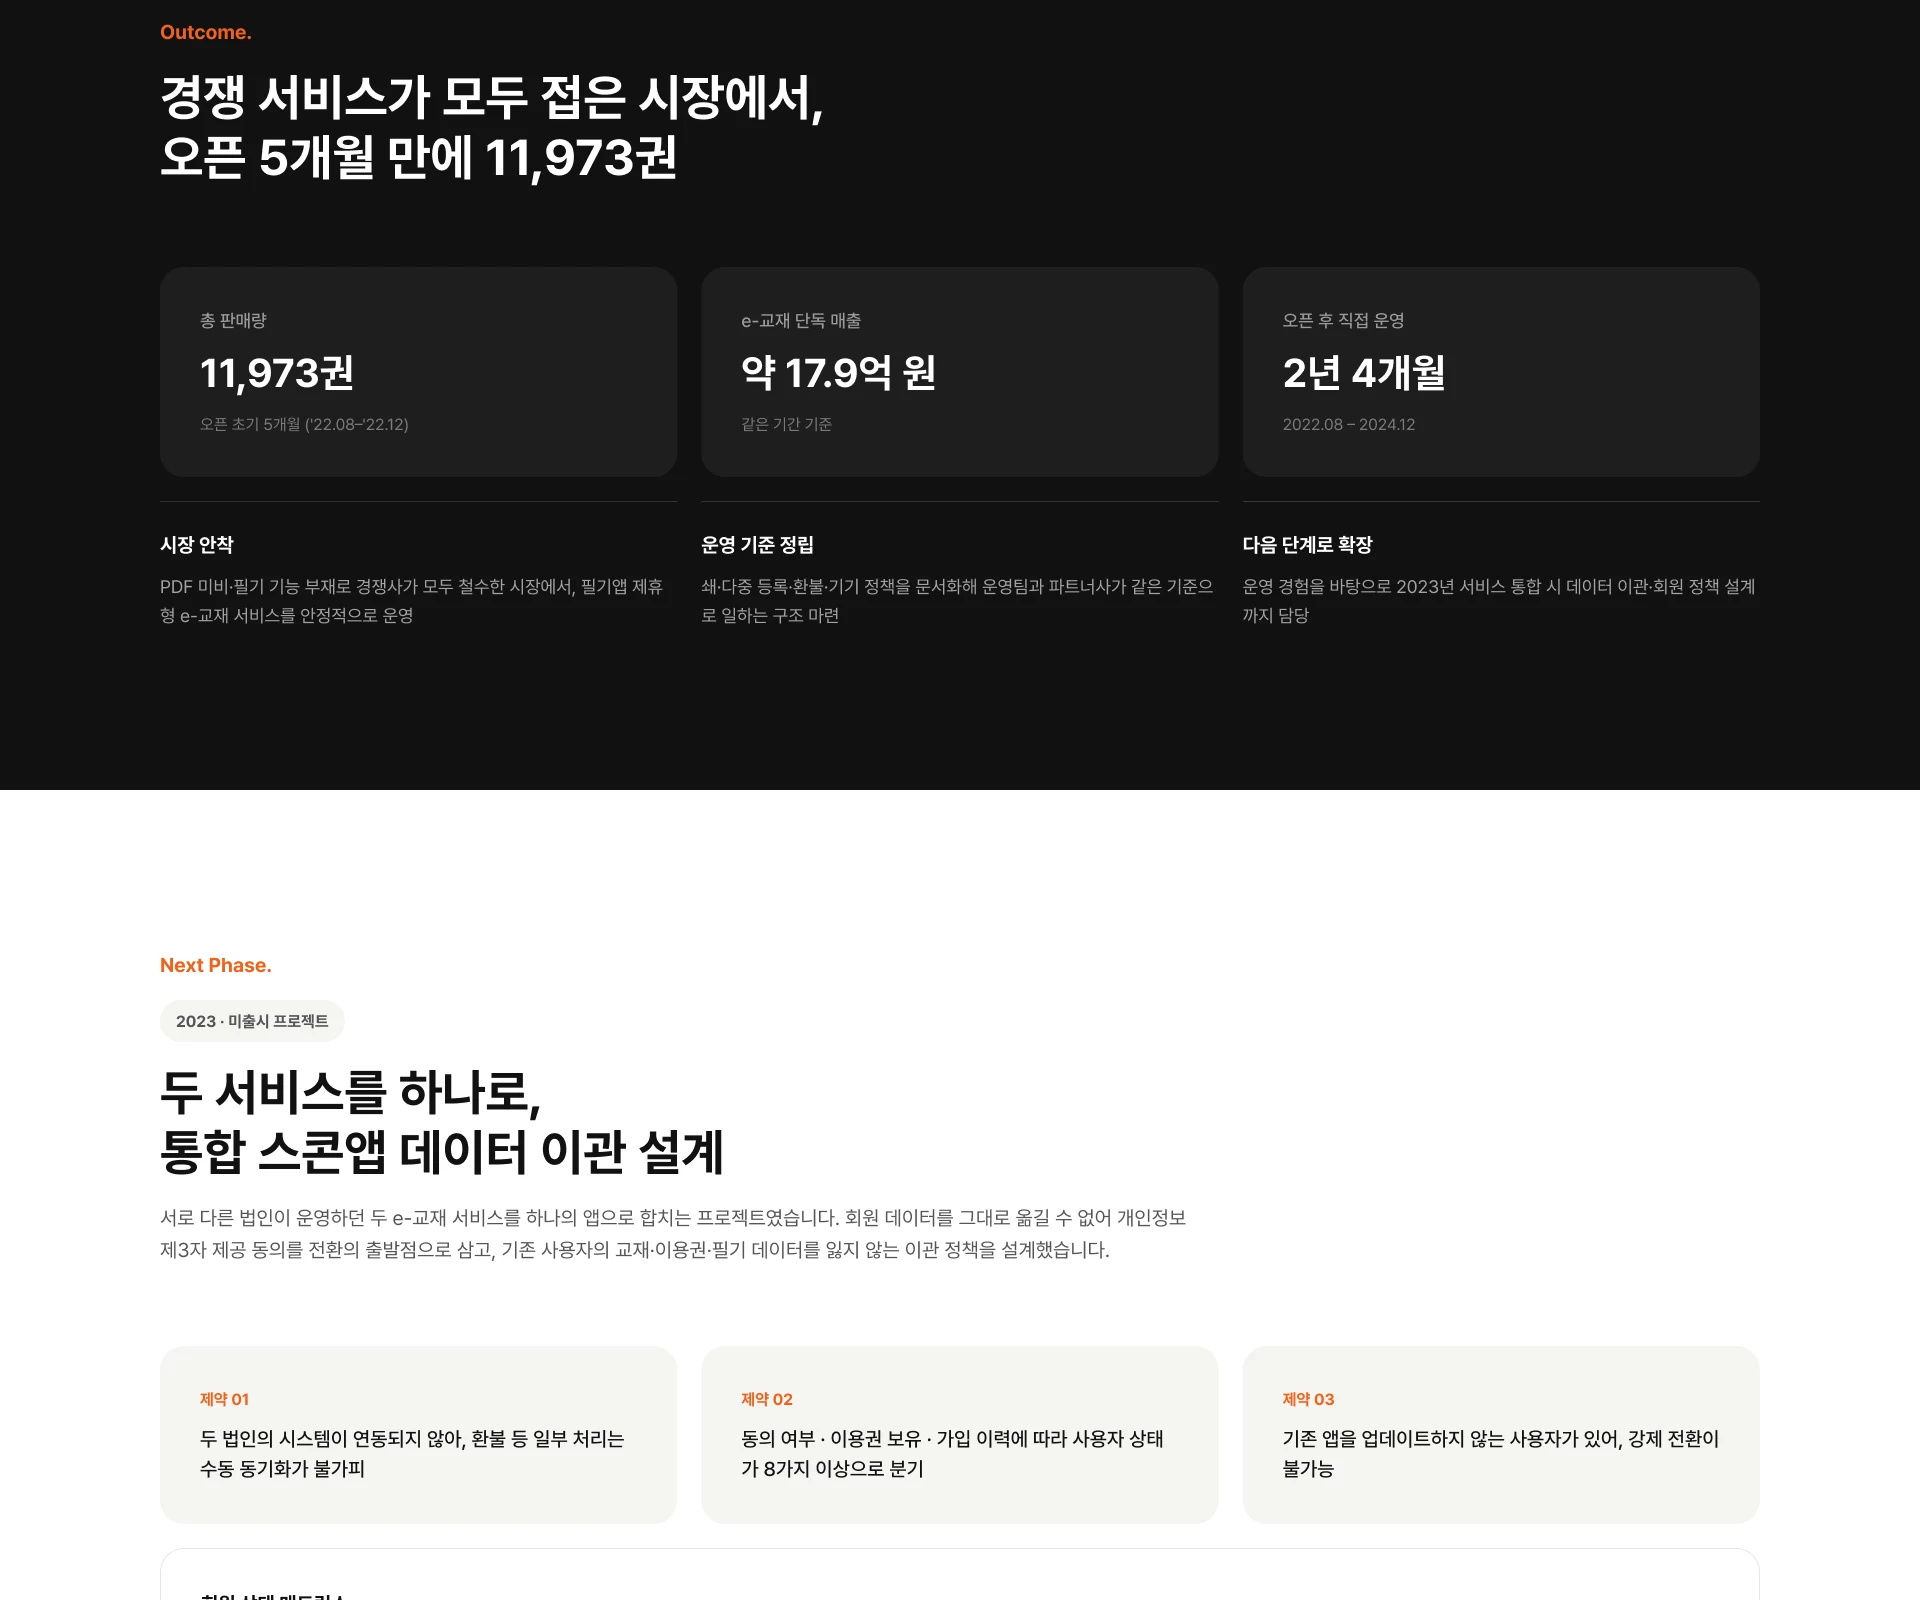 Outcome.
경쟁 서비스가 모두 접은 시장에서,
오픈 5개월 만에 11,973권
총 판매량
11,973권
오픈 초기 5개월 ('22.08–'22.12)
e-교재 단독 매출
약 17.9억 원
같은 기간 기준
오픈 후 직접 운영
2년 4개월
2022.08 – 2024.12
시장 안착
PDF 미비·필기 기능 부재로 경쟁사가 모두 철수한 시장에서, 필기앱 제휴
형 e-교재 서비스를 안정적으로 운영
운영 기준 정립
쇄·다중 등록·환불·기기 정책을 문서화해 운영팀과 파트너사가 같은 기준으
로 일하는 구조 마련
다음 단계로 확장
운영 경험을 바탕으로 2023년 서비스 통합 시 데이터 이관·회원 정책 설계
까지 담당
Next Phase.
2023 · 미출시 프로젝트
두 서비스를 하나로,
통합 스콘앱 데이터 이관 설계
서로 다른 법인이 운영하던 두 e-교재 서비스를 하나의 앱으로 합치는 프로젝트였습니다. 회원 데이터를 그대로 옮길 수 없어 개인정보
제3자 제공 동의를 전환의 출발점으로 삼고, 기존 사용자의 교재·이용권·필기 데이터를 잃지 않는 이관 정책을 설계했습니다.
제약 01
두 법인의 시스템이 연동되지 않아, 환불 등 일부 처리는
수동 동기화가 불가피
제약 02
동의 여부 · 이용권 보유 · 가입 이력에 따라 사용자 상태
가 8가지 이상으로 분기
제약 03
기존 앱을 업데이트하지 않는 사용자가 있어, 강제 전환이
불가능